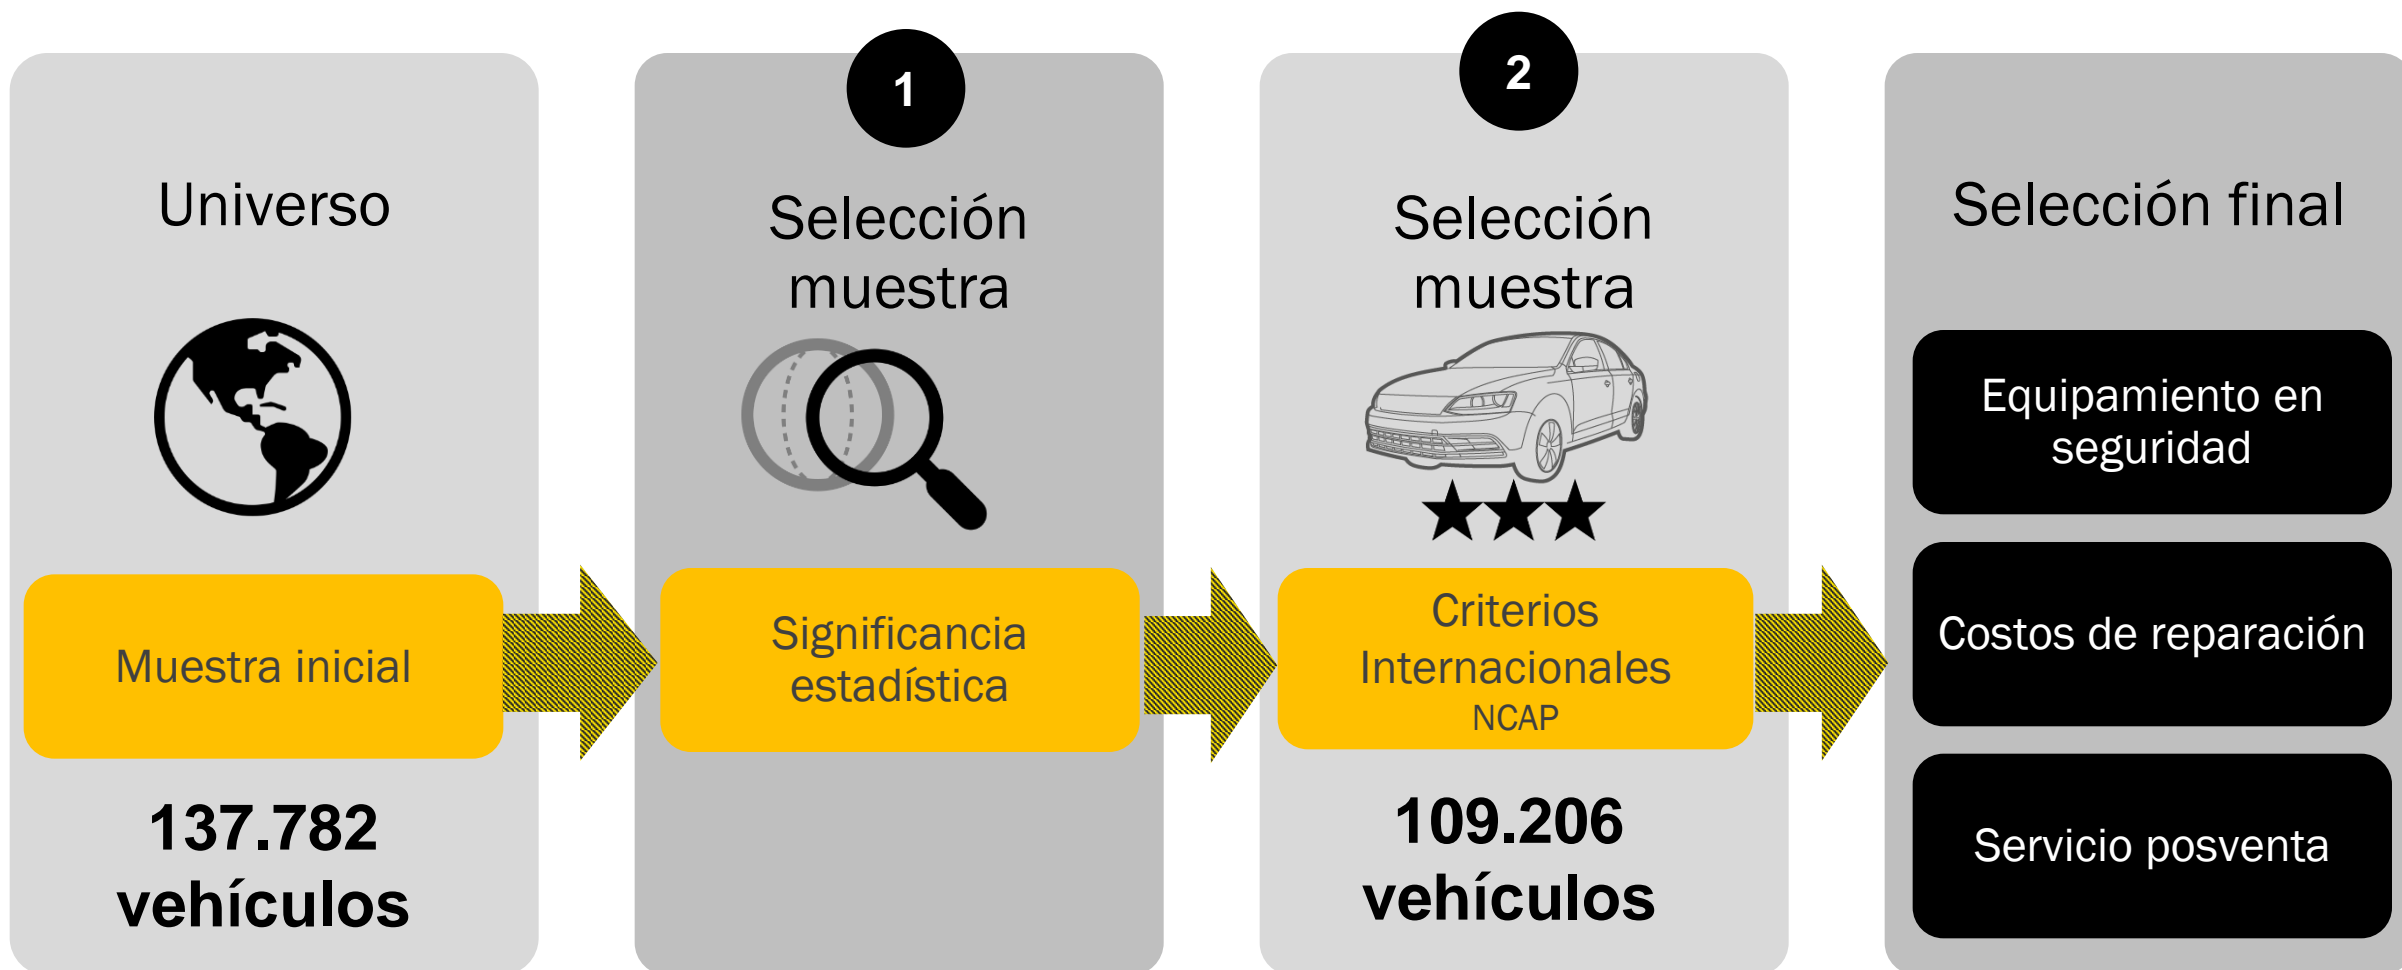 Universo
Muestra inicial
137.782
vehículos
1
Selección
muestra
Significancia
estadística
2
Selección
muestra
Criterios
Internacionales
NCAP
109.206
vehículos
Selección final
Equipamiento en
seguridad
Costos de reparación
Servicio posventa